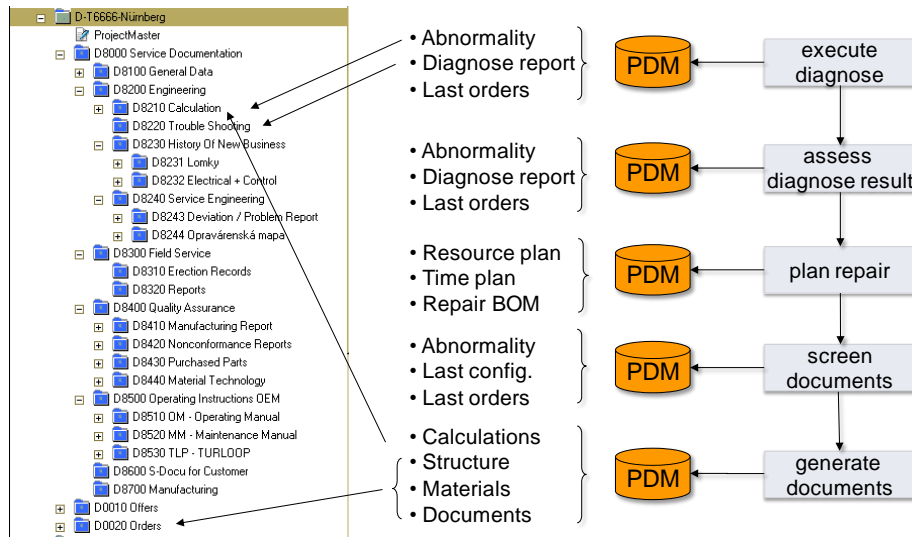 D-T6666-Nürnberg
ProjectMaster
D8000 Service Documentation
D8100 General Data
D8200 Engineering
D8210 Calculation
D8220 Trouble Shooting
D8230 History Of New Business
D8231 Lomky
D8232 Electrical + Control
D8240 Service Engineering
D8243 Deviation / Problem Report
D8244 Opravárenská mapa
D8300 Field Service
D8310 Erection Records
D8320 Reports
D8400 Quality Assurance
D8410 Manufacturing Report
D8420 Nonconformance Reports
D8430 Purchased Parts
D8440 Material Technology
D8500 Operating Instructions OEM
D8510 OM - Operating Manual
D8520 MM - Maintenance Manual
D8530 TLP - TURLOOP
D8600 S-Docu for Customer
D8700 Manufacturing
D0010 Offers
D0020 Orders
• Abnormality
• Diagnose report
• Last orders
PDM
execute
diagnose
• Abnormality
• Diagnose report
• Last orders
PDM
assess
diagnose result
• Resource plan
• Time plan
• Repair BOM
PDM
plan repair
• Abnormality
• Last config.
• Last orders
PDM
screen
documents
• Calculations
• Structure
• Materials
• Documents
PDM
generate
documents